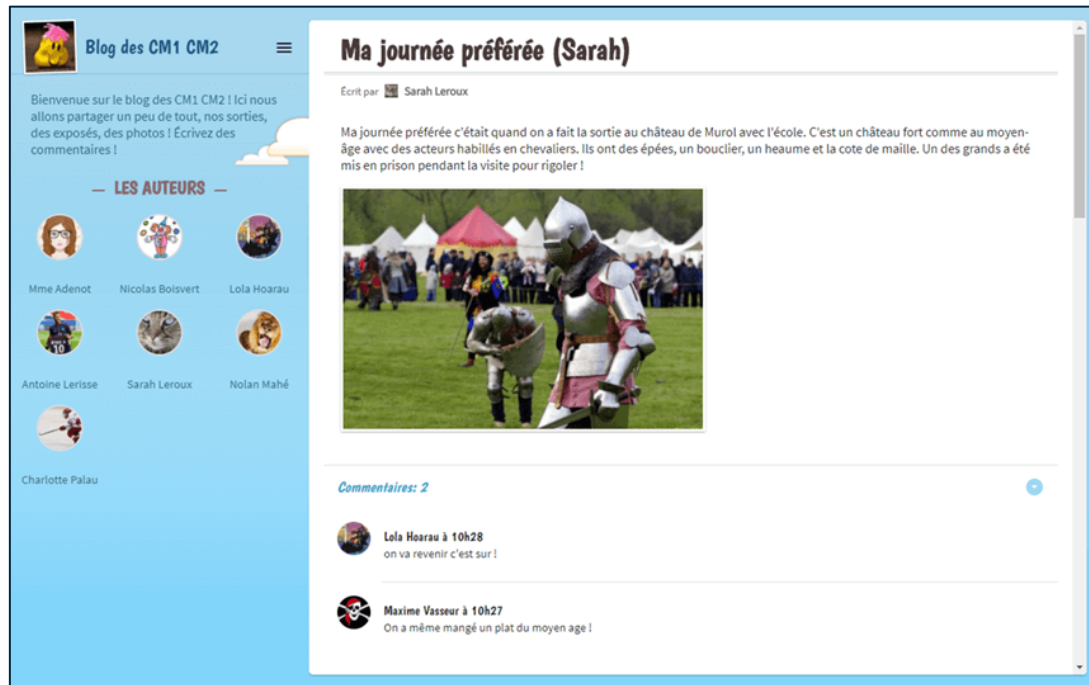 Blog des CM1 CM2
Bienvenue sur le blog des CM1 CM2 ! Ici nous
allons partager un peu de tout, nos sorties,
des exposés, des photos ! Écrivez des
commentaires !
— LES AUTEURS —
Mme Adenot
Nicolas Boisvert
Lola Hoarau
10
Antoine Lerisse
Sarah Leroux
Nolan Mahé
Charlotte Palau
Ma journée préférée (Sarah)
Écrit par Sarah Leroux
Ma journée préférée c'était quand on a fait la sortie au château de Murol avec l'école. C'est un château fort comme au moyen-
âge avec des acteurs habillés en chevaliers. Ils ont des épées, un bouclier, un heaume et la cote de maille. Un des grands a été
mis en prison pendant la visite pour rigoler !
Commentaires: 2
Lola Hoarau à 10h28
on va revenir c'est sur !
Maxime Vasseur à 10h27
On a même mangé un plat du moyen age !